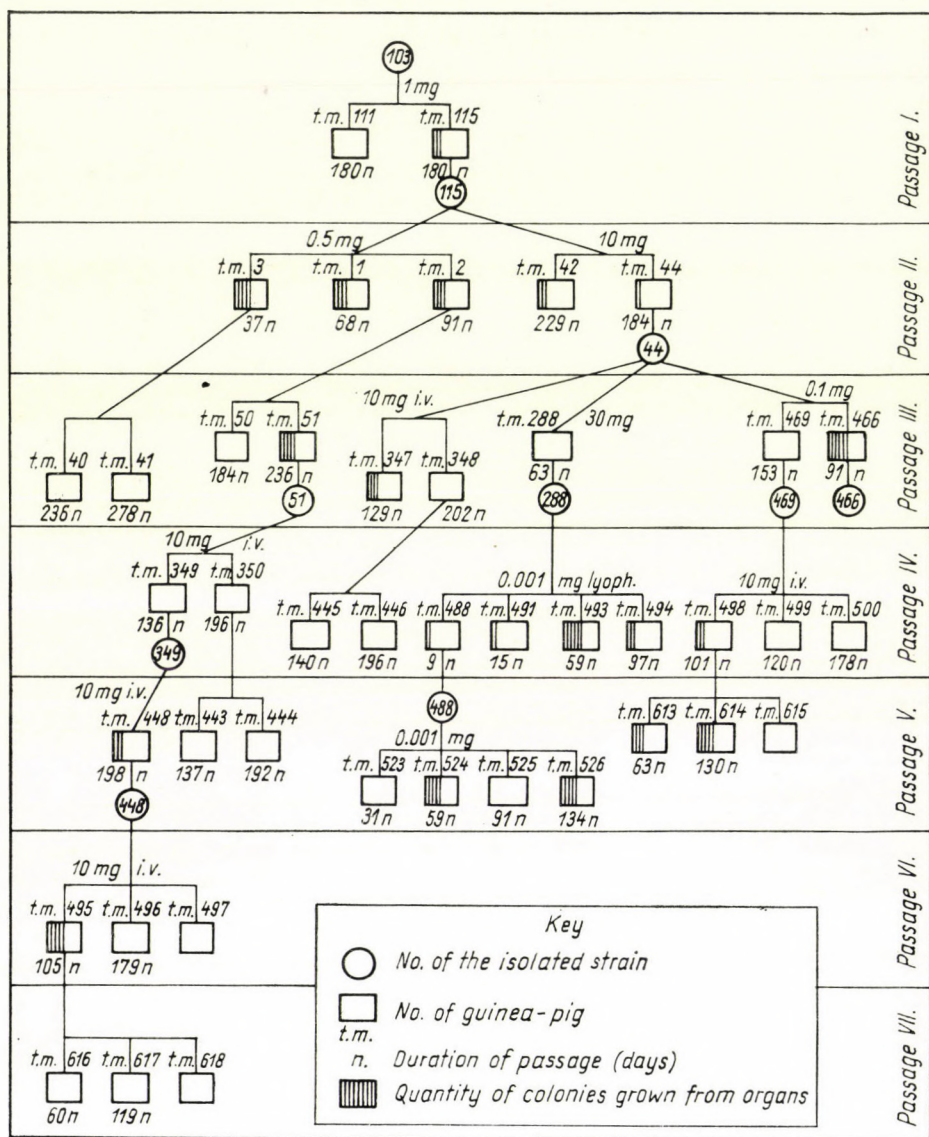 103
1 mg
t.m. 111 t.m. 115
180 n 180 n
115
Passage I.
0.5 mg 10 mg
t.m. 3 t.m. 1 t.m. 2 t.m. 42 t.m. 44
37 n 68 n 91 n 229 n 184 n
44
Passage II.
10 mg i.v. 30 mg 0.1 mg
t.m. 50 t.m. 51 t.m. 288 t.m. 469 t.m. 466
184 n 236 n 63 n 153 n 91 n
t.m. 40 t.m. 41 t.m. 347 t.m. 348
236 n 278 n 129 n 202 n
51 288 469 466
Passage III.
10 mg i.v.
t.m. 349 t.m. 350
136 n 196 n
349
0.001 mg lyoph. 10 mg i.v.
t.m. 445 t.m. 446 t.m. 488 t.m. 491 t.m. 493 t.m. 494 t.m. 498 t.m. 499 t.m. 500
140 n 196 n 9 n 15 n 59 n 97 n 101 n 120 n 178 n
Passage IV.
10 mg i.v.
t.m. 448 t.m. 443 t.m. 444
198 n 137 n 192 n
448
488
0.001 mg
t.m. 523 t.m. 524 t.m. 525 t.m. 526
31 n 59 n 91 n 134 n
t.m. 613 t.m. 614 t.m. 615
63 n 130 n
Passage V.
10 mg i.v.
t.m. 495 t.m. 496 t.m. 497
105 n 179 n
Passage VI.
t.m. 616 t.m. 617 t.m. 618
60 n 119 n
Passage VII.
Key
No. of the isolated strain
No. of guinea-pig
t.m.
n. Duration of passage (days)
Quantity of colonies grown from organs